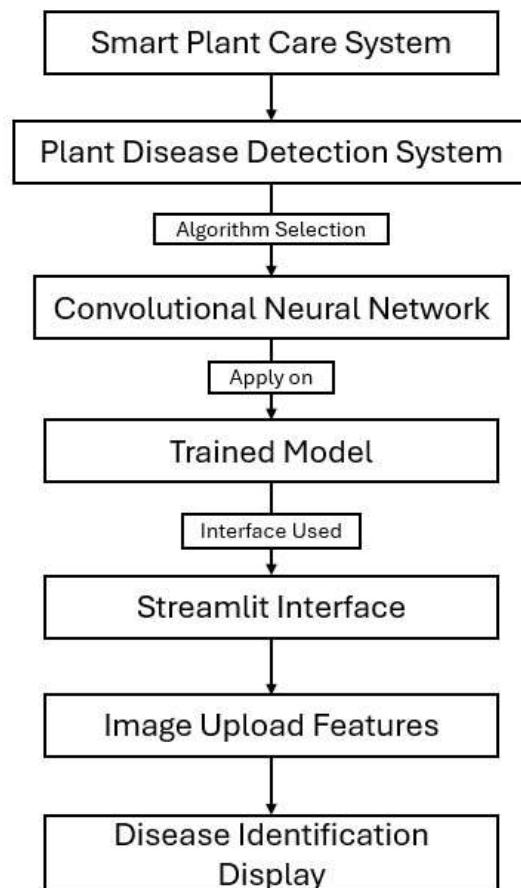 Smart Plant Care System
Plant Disease Detection System
Algorithm Selection
Convolutional Neural Network
Apply on
Trained Model
Interface Used
Streamlit Interface
Image Upload Features
Disease Identification
Display